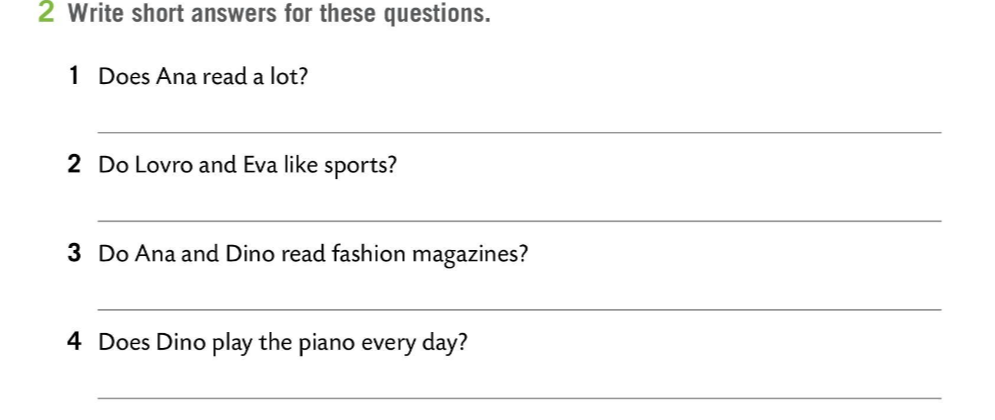 2 Write short answers for these questions.
1 Does Ana read a lot?
2 Do Lovro and Eva like sports?
3 Do Ana and Dino read fashion magazines?
4 Does Dino play the piano every day?